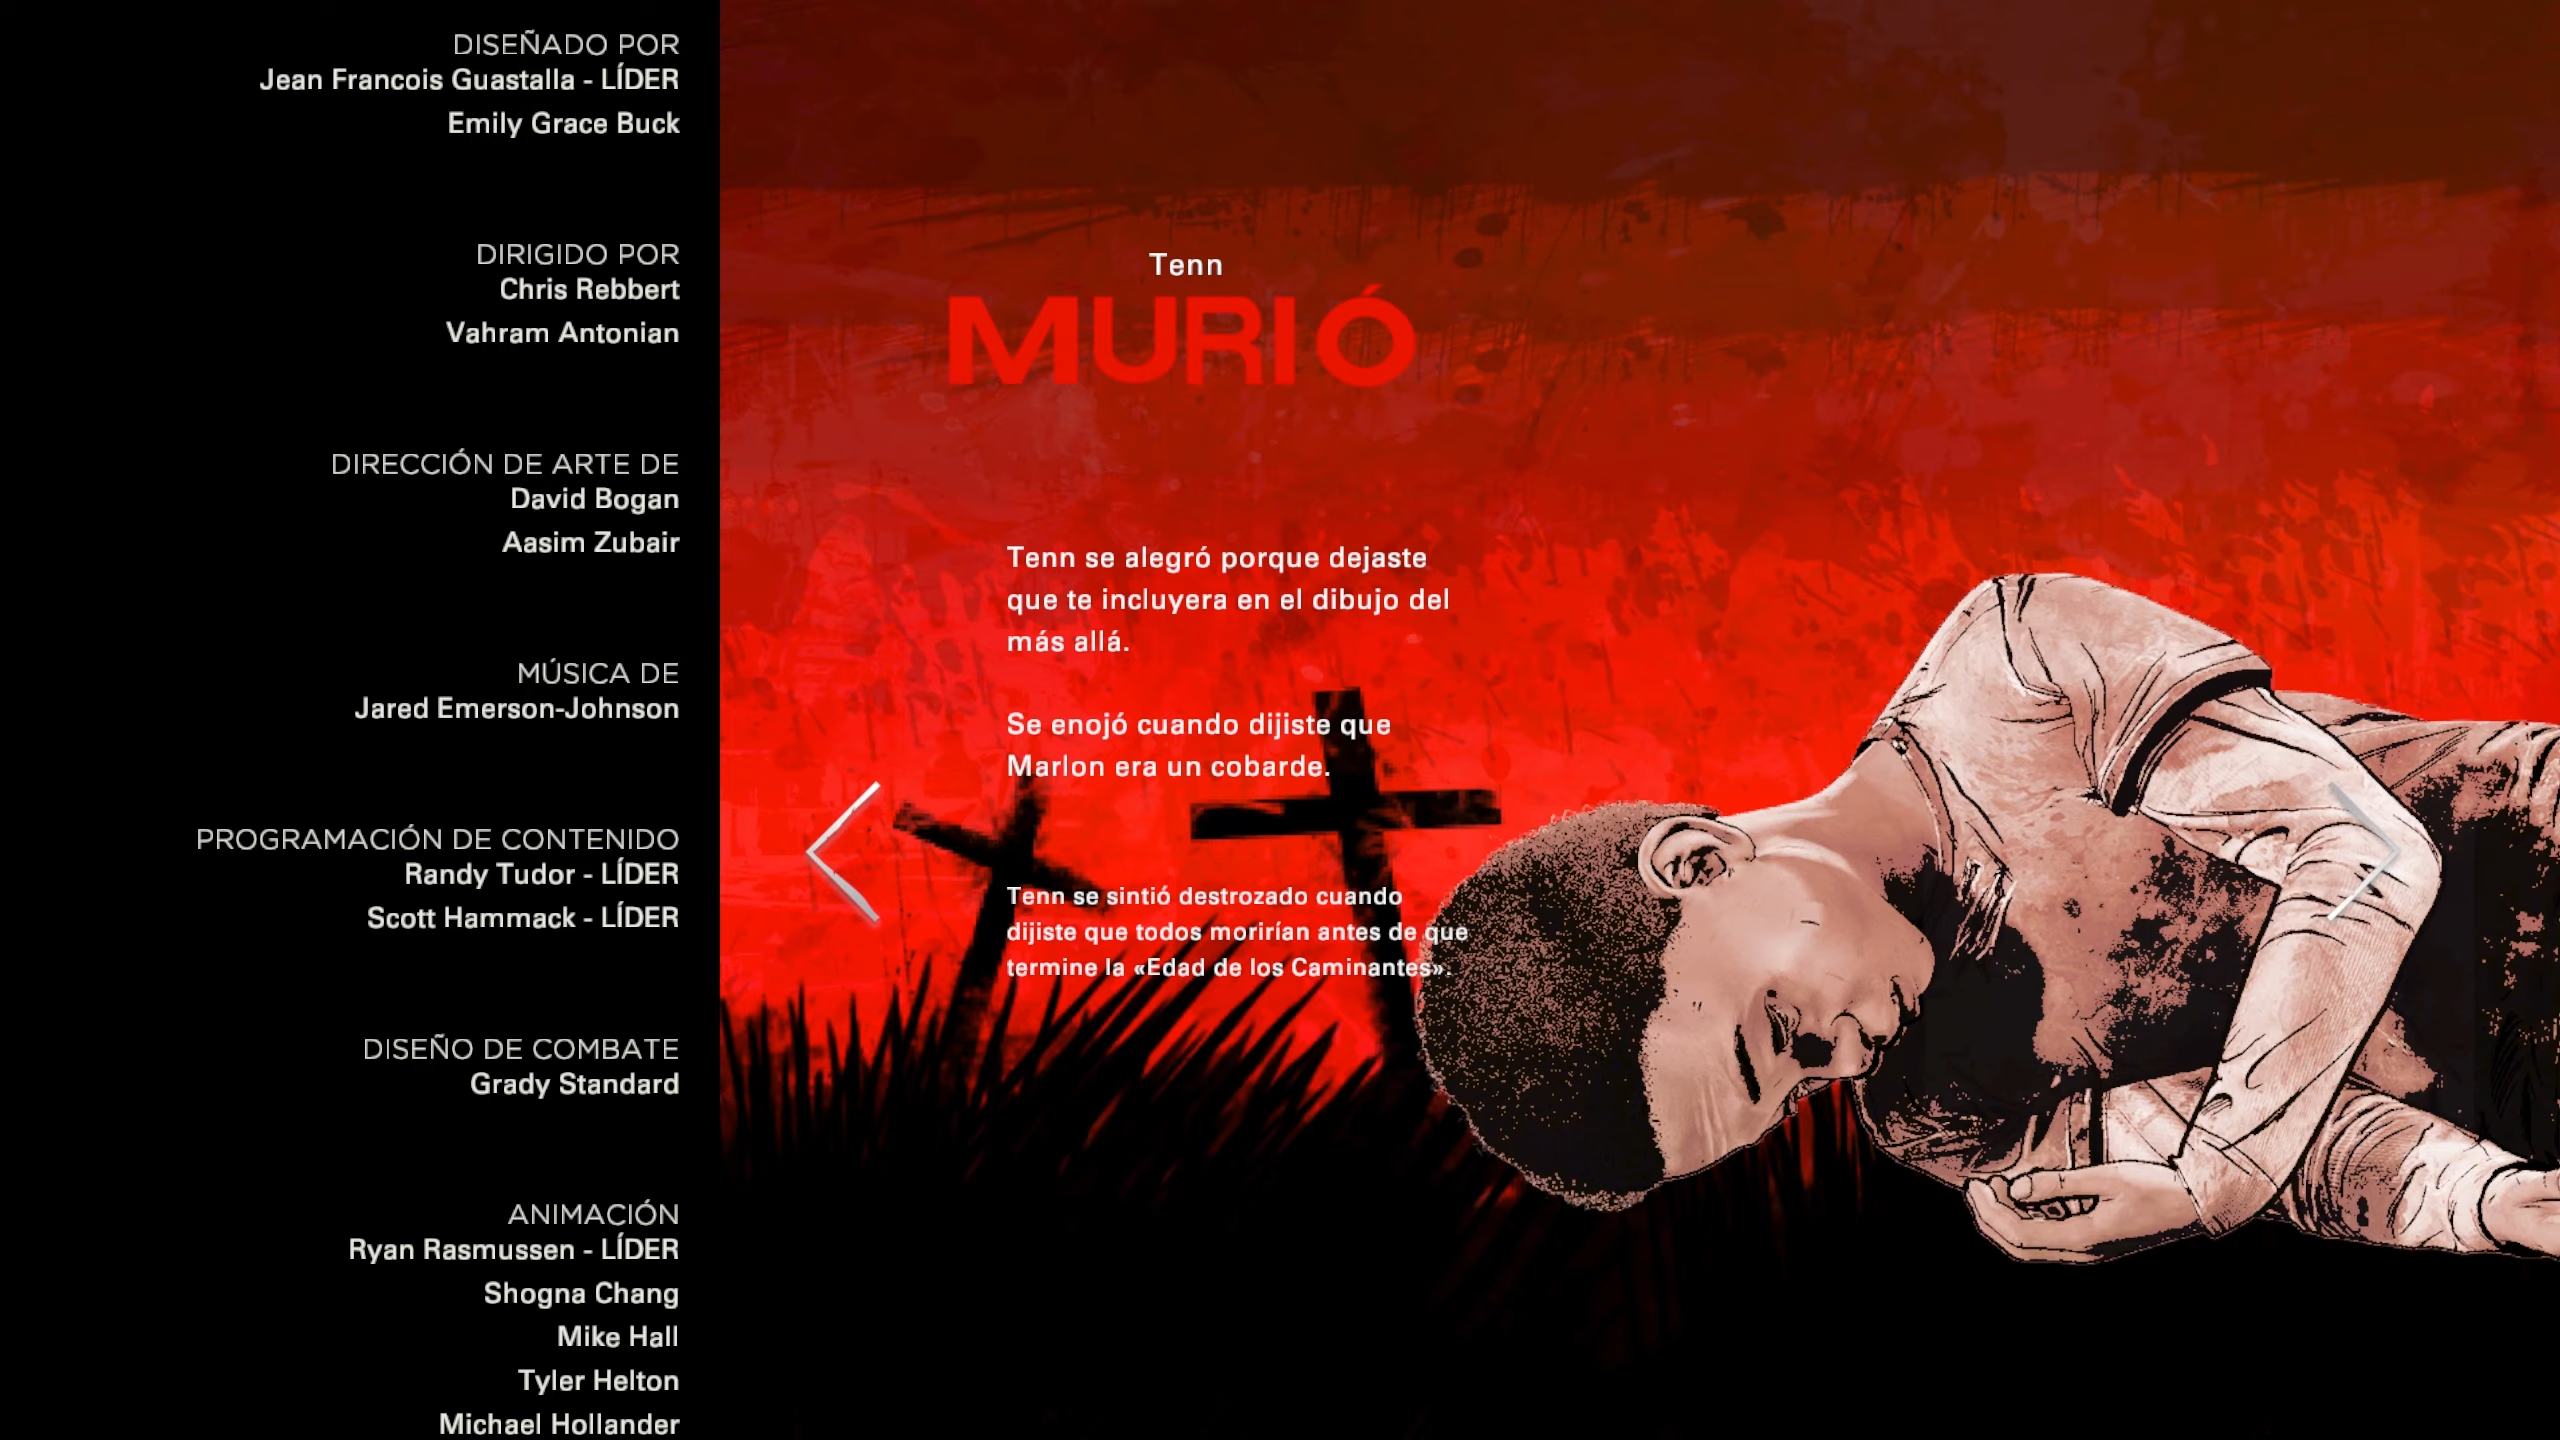 DISEÑADO POR
Jean Francois Guastalla - LÍDER
Emily Grace Buck
DIRIGIDO POR
Chris Rebbert
Vahram Antonian
DIRECCIÓN DE ARTE DE
David Bogan
Aasim Zubair
MÚSICA DE
Jared Emerson-Johnson
PROGRAMACIÓN DE CONTENIDO
Randy Tudor - LÍDER
Scott Hammack - LÍDER
DISEÑO DE COMBATE
Grady Standard
ANIMACIÓN
Ryan Rasmussen - LÍDER
Shogna Chang
Mike Hall
Tyler Helton
Michael Hollander
Tenn
MURIÓ
Tenn se alegró porque dejaste
que te incluyera en el dibujo del
más allá.
Se enojó cuando dijiste que
Marlon era un cobarde.
Tenn se sintió destrozado cuando
dijiste que todos morirían antes de que
termine la «Edad de los Caminantes».